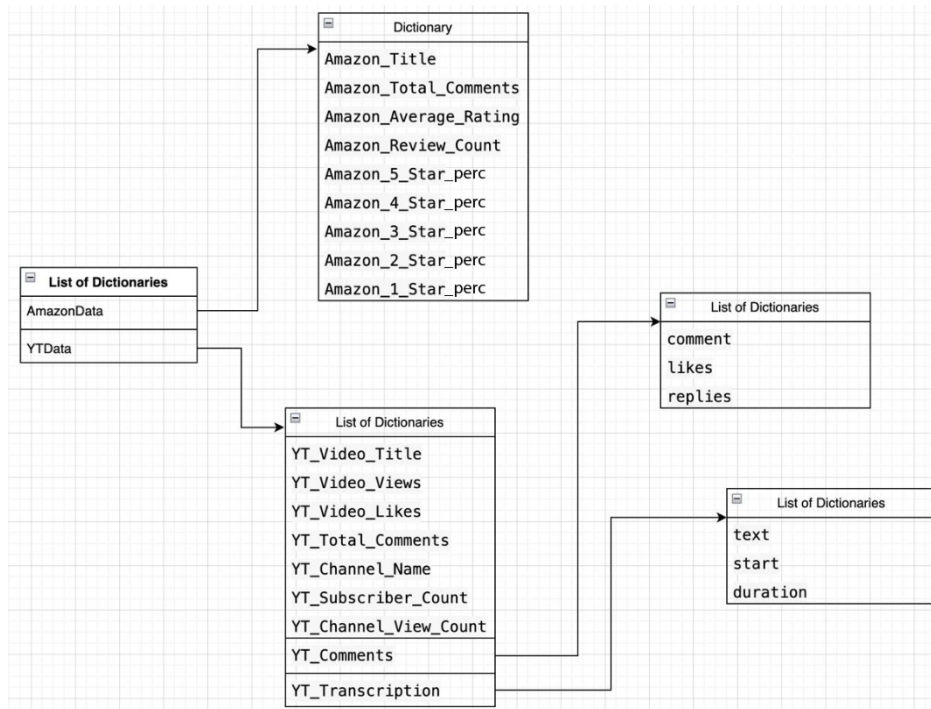 Dictionary
Amazon_Title
Amazon_Total_Comments
Amazon_Average_Rating
Amazon_Review_Count
Amazon_5_Star_perc
Amazon_4_Star_perc
Amazon_3_Star_perc
Amazon_2_Star_perc
Amazon_1_Star_perc
List of Dictionaries
AmazonData
YTData
List of Dictionaries
YT_Video_Title
YT_Video_Views
YT_Video_Likes
YT_Total_Comments
YT_Channel_Name
YT_Subscriber_Count
YT_Channel_View_Count
YT_Comments
YT_Transcription
List of Dictionaries
comment
likes
replies
List of Dictionaries
text
start
duration